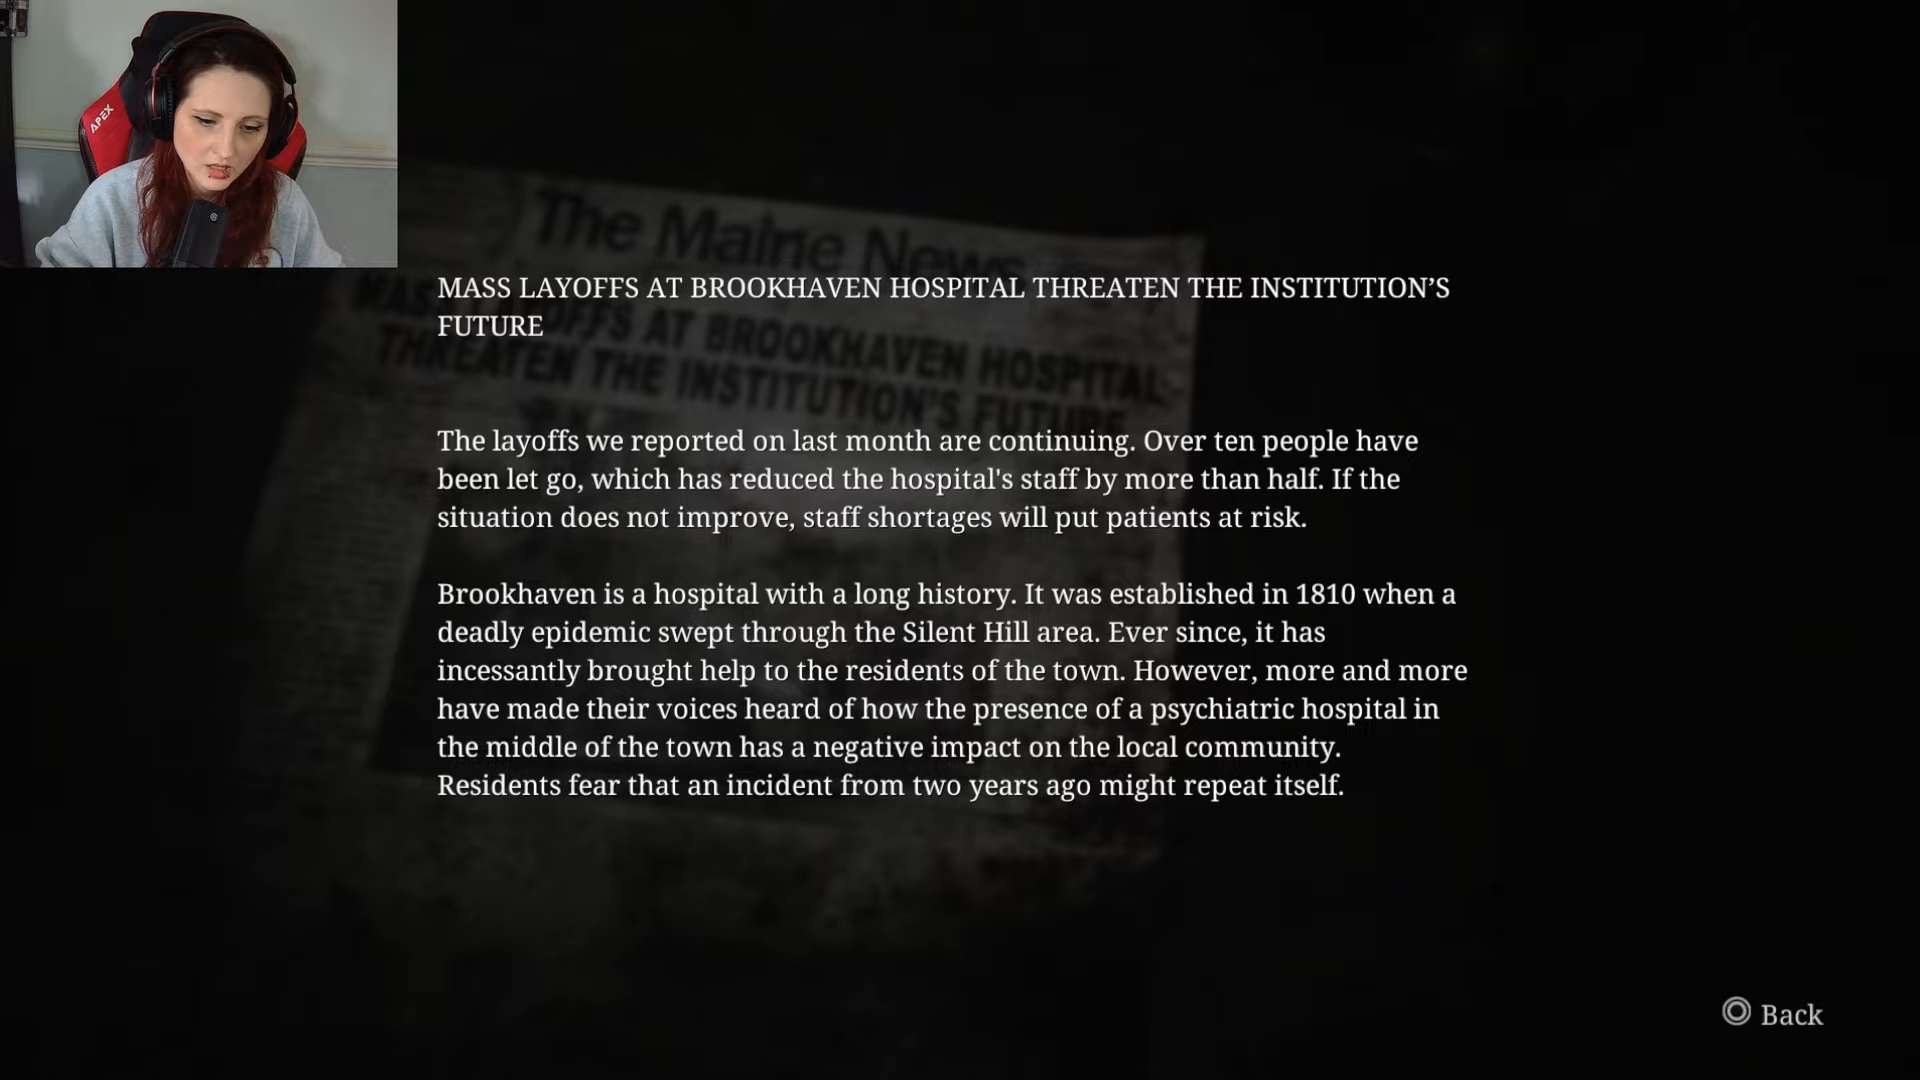 APEX
The Maine News
MASS LAYOFFS AT BROOKHAVEN HOSPITAL THREATEN THE INSTITUTION’S
FUTURE
LAYOFFS AT BROOKHAVEN HOSPITAL
THREATEN THE INSTITUTION'S FUTURE
The layoffs we reported on last month are continuing. Over ten people have
been let go, which has reduced the hospital's staff by more than half. If the
situation does not improve, staff shortages will put patients at risk.
Brookhaven is a hospital with a long history. It was established in 1810 when a
deadly epidemic swept through the Silent Hill area. Ever since, it has
incessantly brought help to the residents of the town. However, more and more
have made their voices heard of how the presence of a psychiatric hospital in
the middle of the town has a negative impact on the local community.
Residents fear that an incident from two years ago might repeat itself.
Back